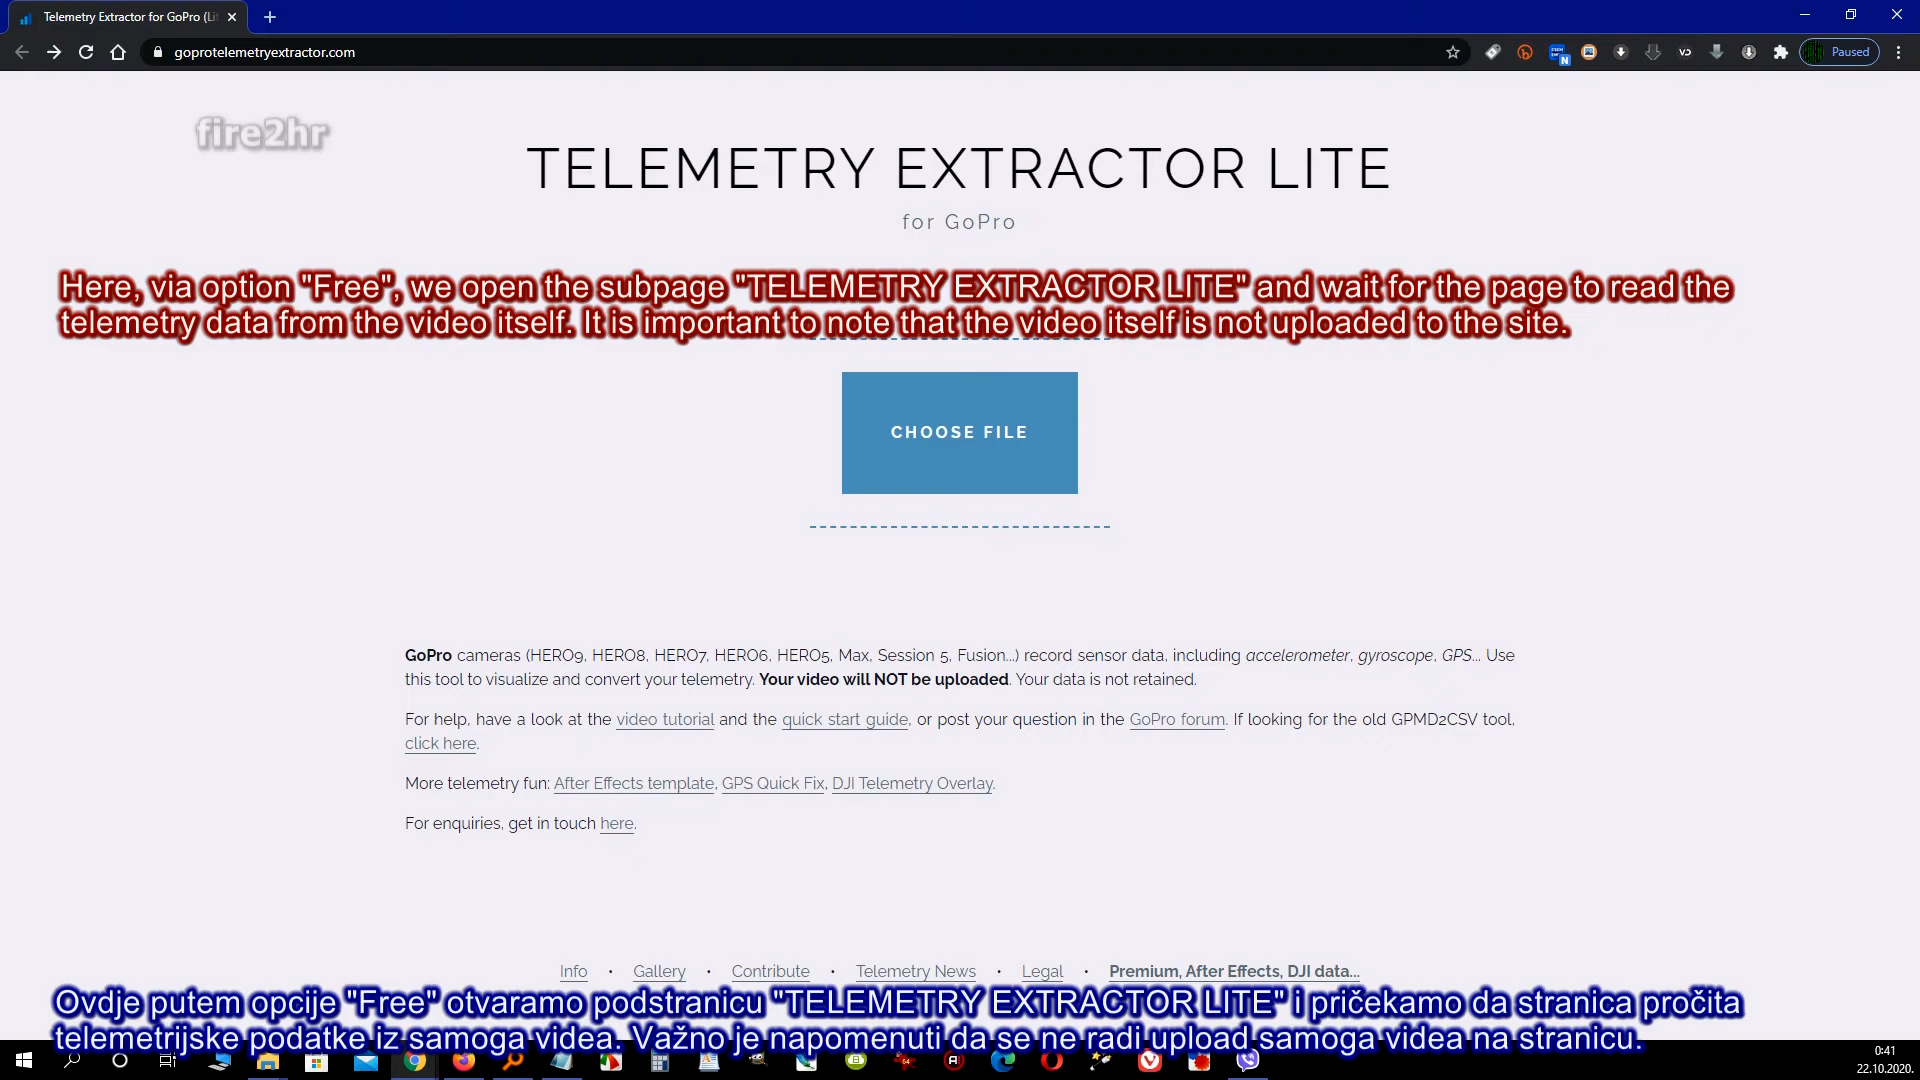 Telemetry Extractor for GoPro (Lit
goprotelemetryextractor.com
Paused
fire2hr
TELEMETRY EXTRACTOR LITE
for GoPro
Here, via option "Free", we open the subpage "TELEMETRY EXTRACTOR LITE" and wait for the page to read the
telemetry data from the video itself. It is important to note that the video itself is not uploaded to the site.
CHOOSE FILE
GoPro cameras (HERO9, HERO8, HERO7, HERO6, HERO5, Max, Session 5, Fusion...) record sensor data, including accelerometer, gyroscope, GPS... Use
this tool to visualize and convert your telemetry. Your video will NOT be uploaded. Your data is not retained.
For help, have a look at the video tutorial and the quick start guide, or post your question in the GoPro forum. If looking for the old GPMD2CSV tool,
click here.
More telemetry fun: After Effects template, GPS Quick Fix, DJI Telemetry Overlay.
For enquiries, get in touch here.
Info • Gallery • Contribute • Telemetry News • Legal • Premium, After Effects, DJI data...
Ovdje putem opcije "Free" otvaramo podstranicu "TELEMETRY EXTRACTOR LITE" i pričekamo da stranica pročita
telemetrijske podatke iz samoga videa. Važno je napomenuti da se ne radi upload samoga videa na stranicu.
0:41
22.10.2020.